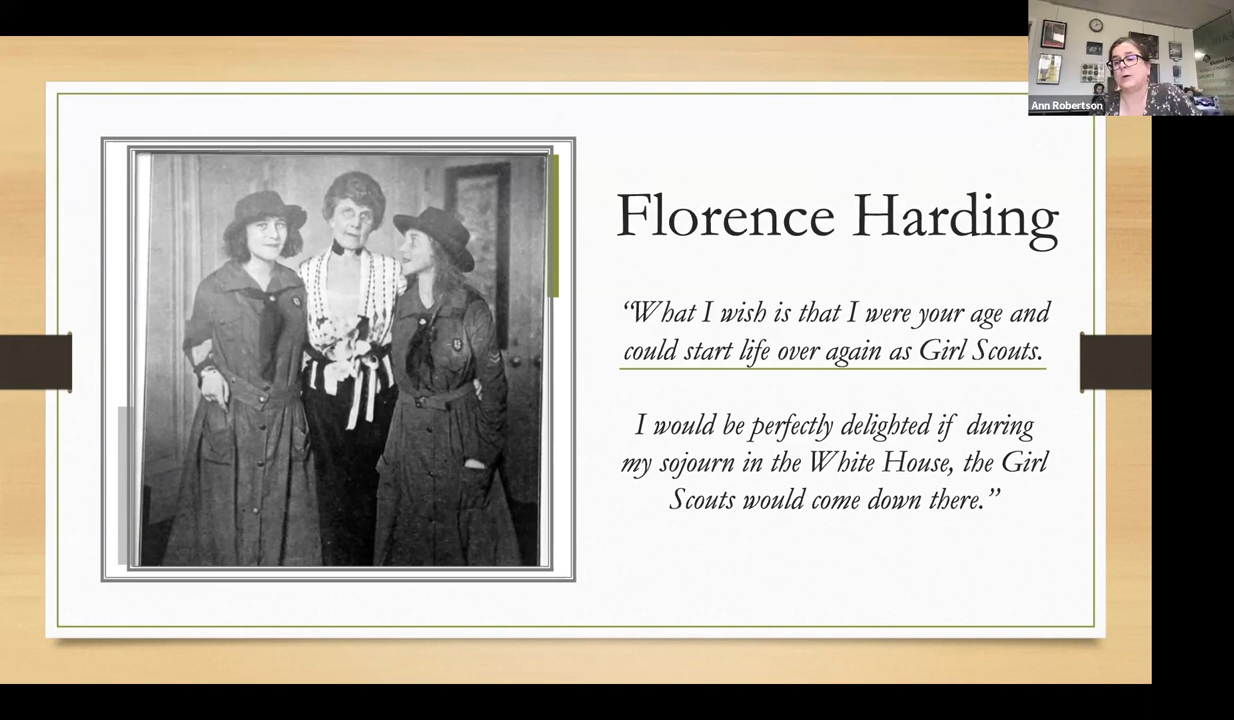 Ann Robertson
Florence Harding
“What I wish is that I were your age and
could start life over again as Girl Scouts.
I would be perfectly delighted if during
my sojourn in the White House, the Girl
Scouts would come down there.”